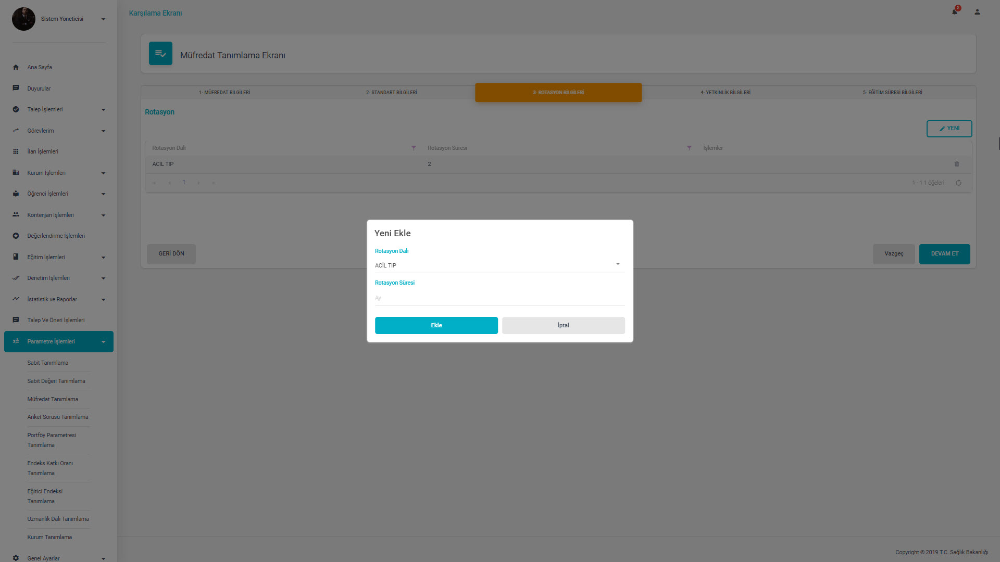 Sistem Yöneticisi
Karşılama Ekranı
0
Müfredat Tanımlama Ekranı
Ana Sayfa
Duyurular
Talep İşlemleri
Görevlerim
İlan İşlemleri
Kurum İşlemleri
Öğrenci İşlemleri
Kontenjan İşlemleri
Değerlendirme İşlemleri
Eğitim İşlemleri
Denetim İşlemleri
İstatistik ve Raporlar
Talep Ve Öneri İşlemleri
Parametre İşlemleri
Sabit Tanımlama
Sabit Değeri Tanımlama
Müfredat Tanımlama
Anket Sorusu Tanımlama
Portföy Parametresi
Tanımlama
Endeks Katkı Oranı
Tanımlama
Eğitici Endeksi
Tanımlama
Uzmanlık Dalı Tanımlama
Kurum Tanımlama
Genel Ayarlar
1- MÜFREDAT BİLGİLERİ 2- STANDART BİLGİLERİ 3- ROTASYON BİLGİLERİ 4- YETKİNLİK BİLGİLERİ 5- EĞİTİM SÜRESİ BİLGİLERİ
Rotasyon
YENİ
Rotasyon Dalı Rotasyon Süresi İşlemler
ACİL TIP 2
1 1 - 1 1 öğeleri
Yeni Ekle
Rotasyon Dalı
ACİL TIP
Rotasyon Süresi
Ay
Ekle İptal
GERİ DÖN Vazgeç DEVAM ET
Copyright © 2019 T.C. Sağlık Bakanlığı